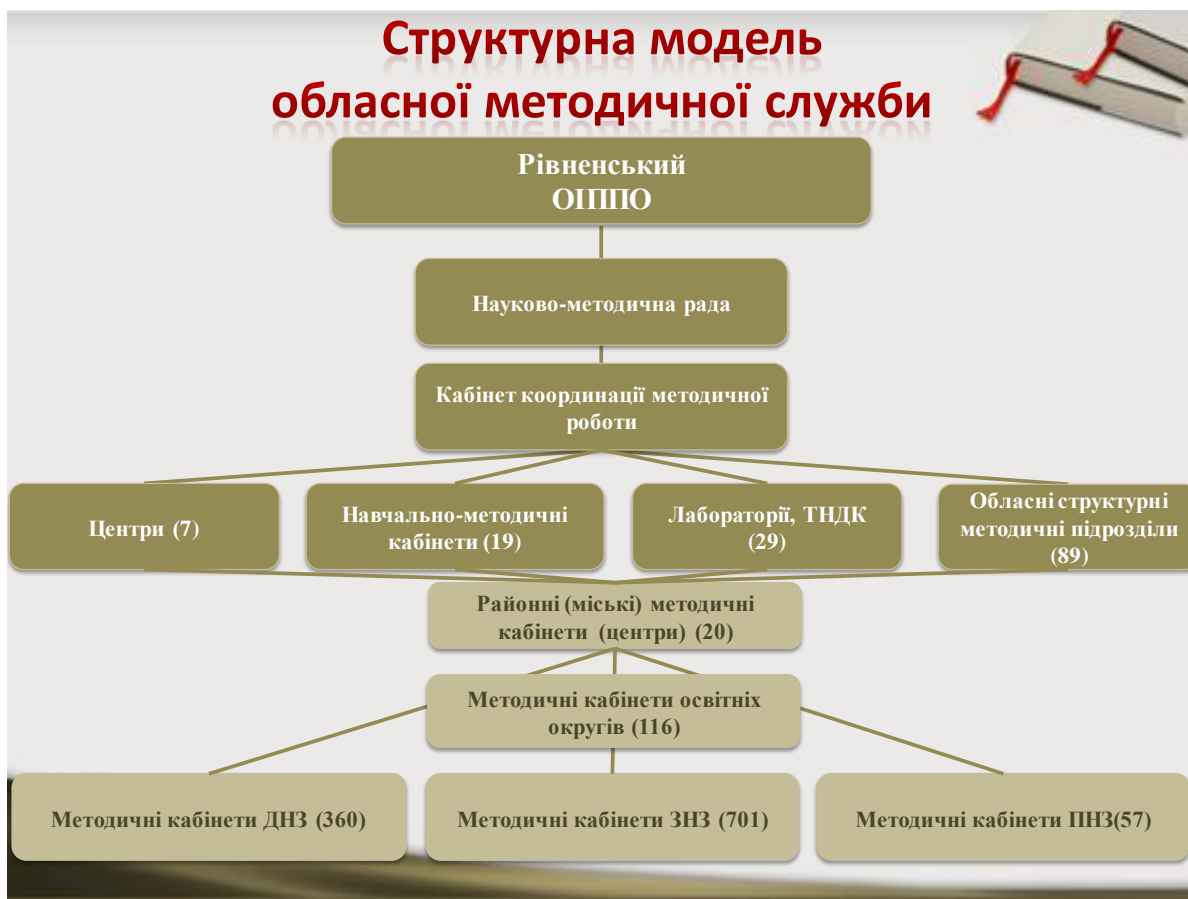 Структурна модель
обласної методичної служби
Рівненський
ОІППО
Науково-методична рада
Кабінет координації методичної
роботи
Центри (7)
Навчально-методичні
кабінети (19)
Лабораторії, ТНДК
(29)
Обласні структурні
методичні підрозділи
(89)
Районні (міські) методичні
кабінети (центри) (20)
Методичні кабінети освітніх
округів (116)
Методичні кабінети ДНЗ (360)
Методичні кабінети ЗНЗ (701)
Методичні кабінети ПНЗ(57)